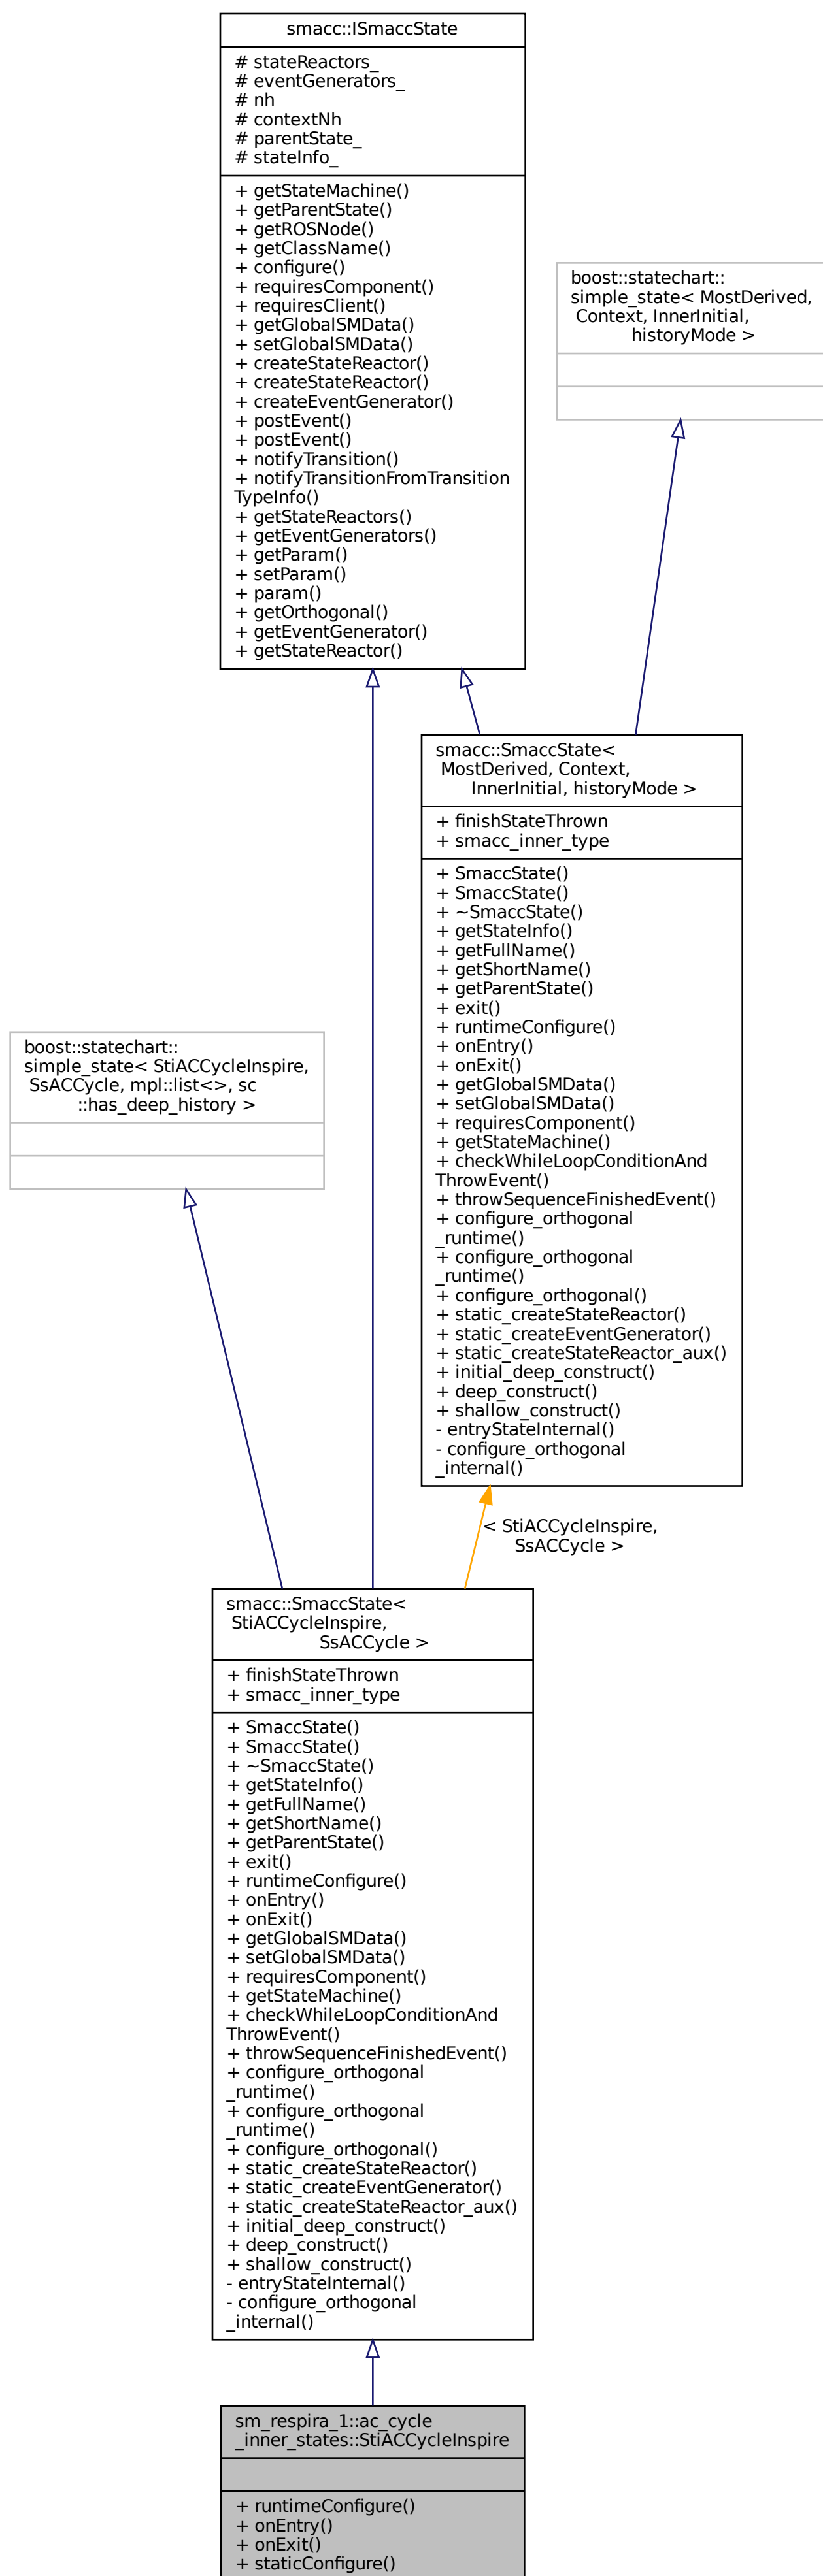 smacc::ISmaccState
# stateReactors_
# eventGenerators_
# nh
# contextNh
# parentState_
# stateInfo_
+ getStateMachine()
+ getParentState()
+ getROSNode()
+ getClassName()
+ configure()
+ requiresComponent()
+ requiresClient()
+ getGlobalSMData()
+ setGlobalSMData()
+ createStateReactor()
+ createStateReactor()
+ createEventGenerator()
+ postEvent()
+ postEvent()
+ notifyTransition()
+ notifyTransitionFromTransition
TypeInfo()
+ getStateReactors()
+ getEventGenerators()
+ getParam()
+ setParam()
+ param()
+ getOrthogonal()
+ getEventGenerator()
+ getStateReactor()
boost::statechart::
simple_state< MostDerived,
Context, InnerInitial,
historyMode >
smacc::SmaccState<
MostDerived, Context,
InnerInitial, historyMode >
+ finishStateThrown
+ smacc_inner_type
+ SmaccState()
+ SmaccState()
+ ~SmaccState()
+ getStateInfo()
+ getFullName()
+ getShortName()
+ getParentState()
+ exit()
+ runtimeConfigure()
+ onEntry()
+ onExit()
+ getGlobalSMData()
+ setGlobalSMData()
+ requiresComponent()
+ getStateMachine()
+ checkWhileLoopConditionAnd
ThrowEvent()
+ throwSequenceFinishedEvent()
+ configure_orthogonal
_runtime()
+ configure_orthogonal
_runtime()
+ configure_orthogonal()
+ static_createStateReactor()
+ static_createEventGenerator()
+ static_createStateReactor_aux()
+ initial_deep_construct()
+ deep_construct()
+ shallow_construct()
- entryStateInternal()
- configure_orthogonal
_internal()
boost::statechart::
simple_state< StiACCycleInspire,
SsACCycle, mpl::list<>, sc
::has_deep_history >
< StiACCycleInspire,
SsACCycle >
smacc::SmaccState<
StiACCycleInspire,
SsACCycle >
+ finishStateThrown
+ smacc_inner_type
+ SmaccState()
+ SmaccState()
+ ~SmaccState()
+ getStateInfo()
+ getFullName()
+ getShortName()
+ getParentState()
+ exit()
+ runtimeConfigure()
+ onEntry()
+ onExit()
+ getGlobalSMData()
+ setGlobalSMData()
+ requiresComponent()
+ getStateMachine()
+ checkWhileLoopConditionAnd
ThrowEvent()
+ throwSequenceFinishedEvent()
+ configure_orthogonal
_runtime()
+ configure_orthogonal
_runtime()
+ configure_orthogonal()
+ static_createStateReactor()
+ static_createEventGenerator()
+ static_createStateReactor_aux()
+ initial_deep_construct()
+ deep_construct()
+ shallow_construct()
- entryStateInternal()
- configure_orthogonal
_internal()
sm_respira_1::ac_cycle
_inner_states::StiACCycleInspire
+ runtimeConfigure()
+ onEntry()
+ onExit()
+ staticConfigure()